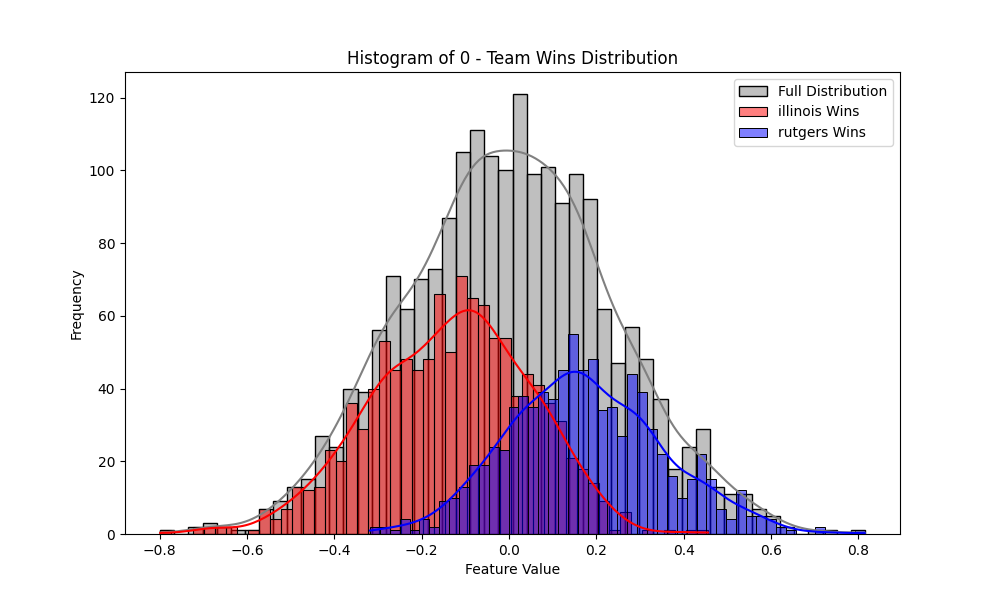 Histogram of 0 - Team Wins Distribution
Full Distribution
illinois Wins
rutgers Wins
Frequency
120
100
80
60
40
20
0
−0.8
−0.6
−0.4
−0.2
0.0
0.2
0.4
0.6
0.8
Feature Value